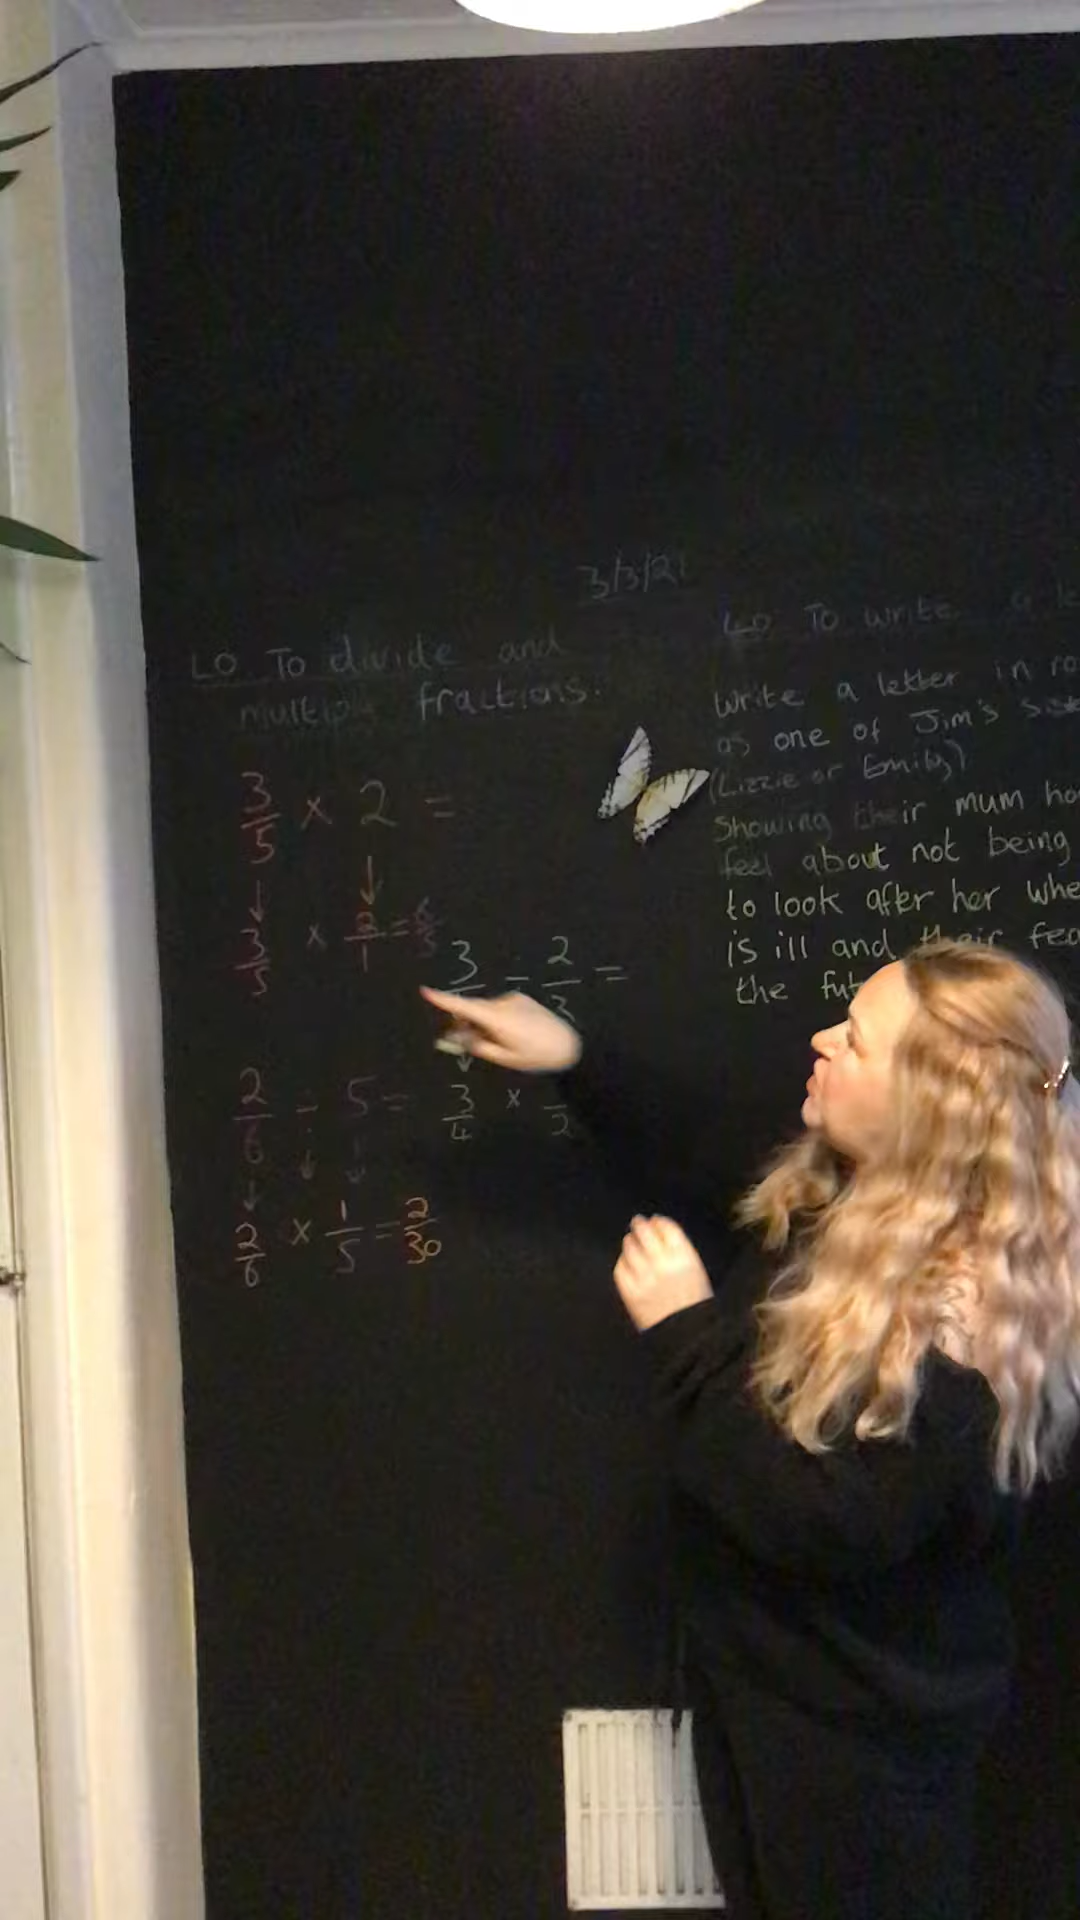 3/3/21
LO To divide and
multiply fractions.
3/5 × 2 =
3/5 × 2/1 = 6/5
2/6 ÷ 5 =
2/6 × 1/5 = 2/30
3 ÷ 2/3 =
3/4 × /2
LO To write a
Write a letter in
as one of Jim's
(Lizzie or Emily)
Showing their mum
feel about not being
to look after her
is ill and their
the